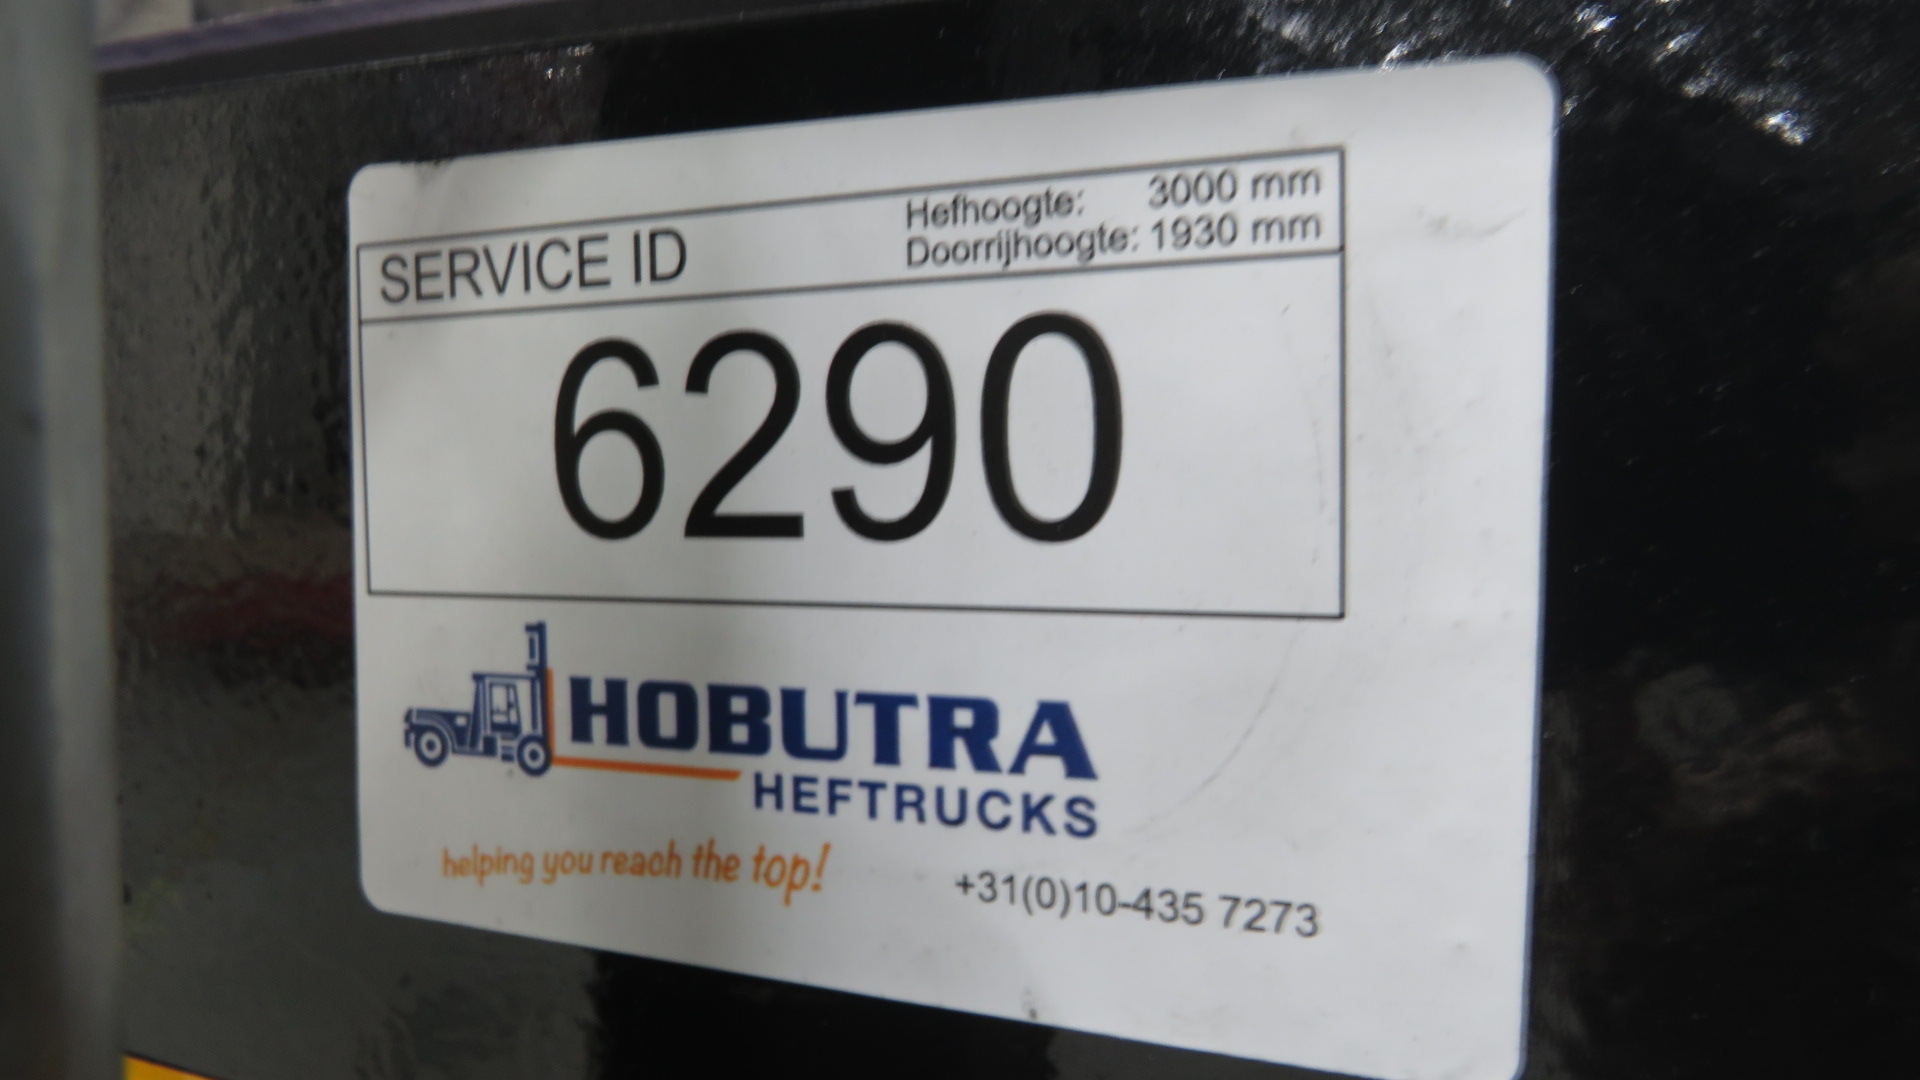 SERVICE ID
Hefhoogte: 3000 mm
Doorrijhoogte: 1930 mm
6290
HOBUTRA
HEFTRUCKS
helping you reach the top!
+31(0)10-435 7273